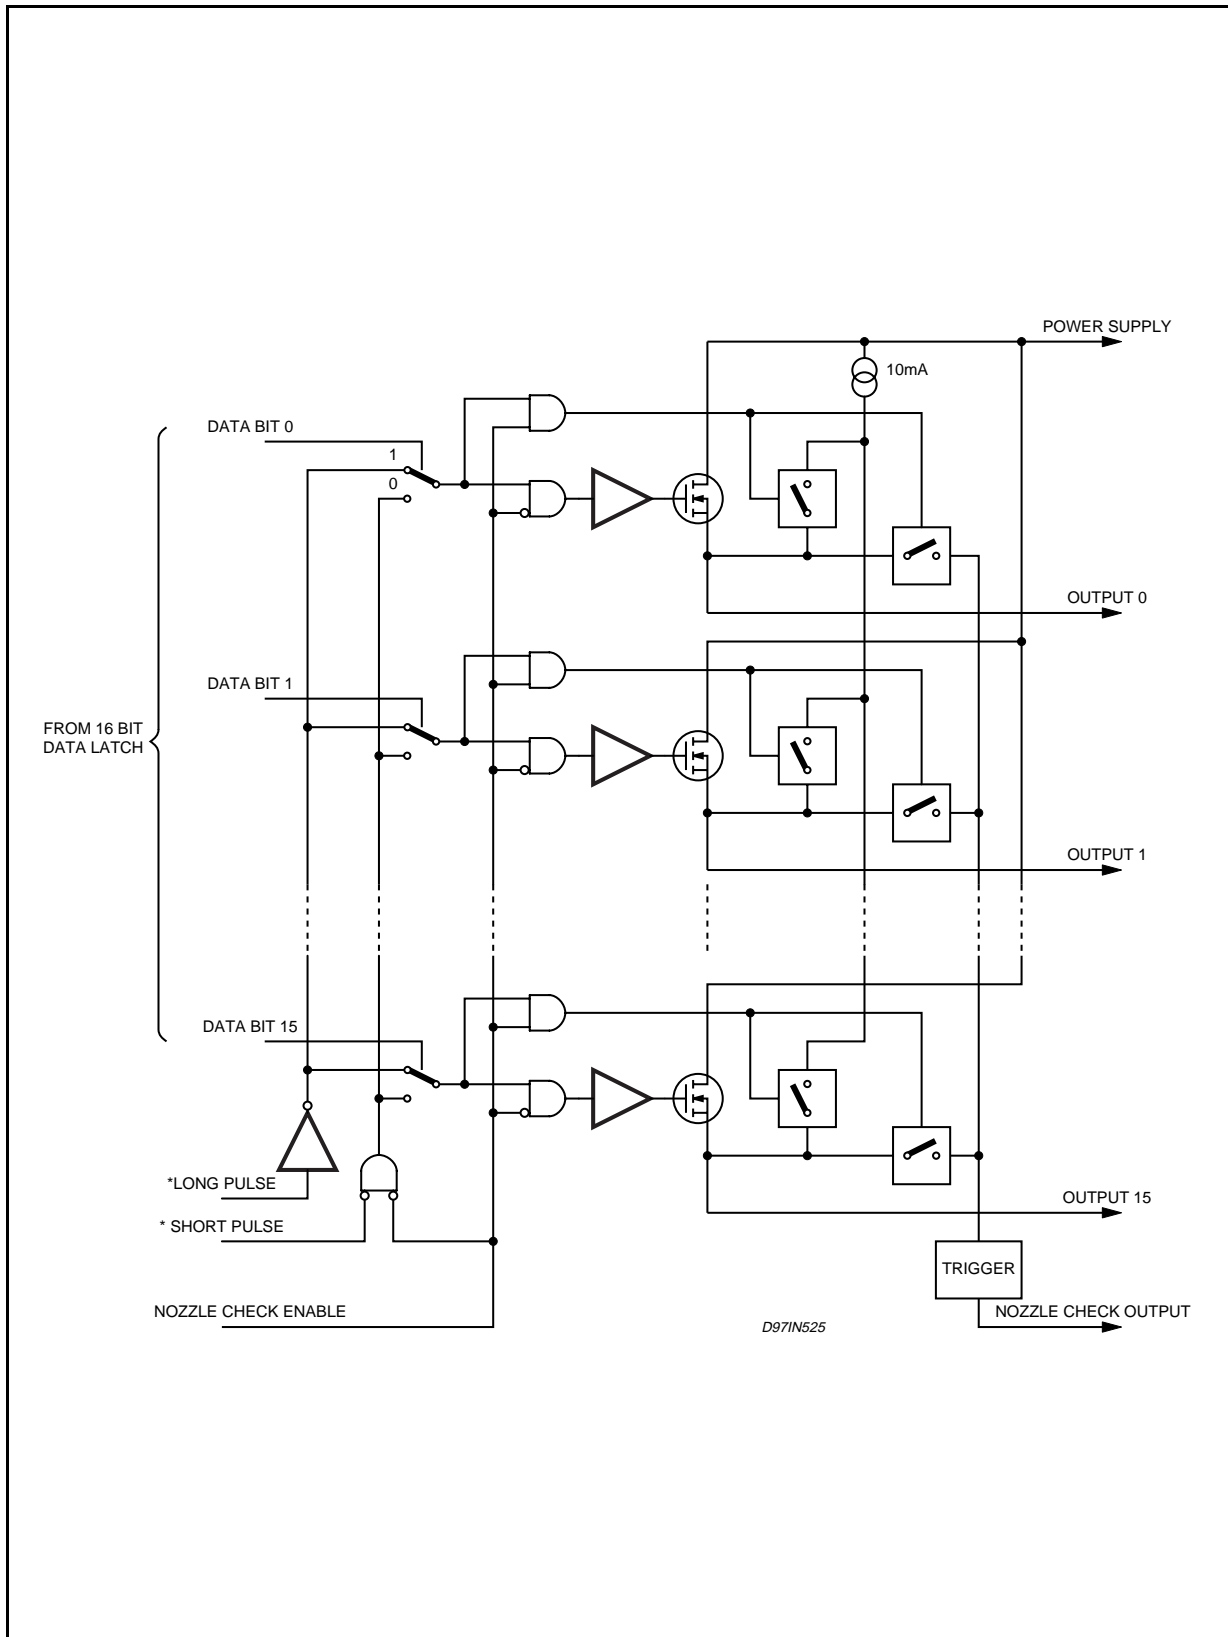 POWER SUPPLY
10mA
DATA BIT 0
1
0
OUTPUT 0
DATA BIT 1
FROM 16 BIT
DATA LATCH
OUTPUT 1
DATA BIT 15
*LONG PULSE
* SHORT PULSE
OUTPUT 15
TRIGGER
NOZZLE CHECK ENABLE
NOZZLE CHECK OUTPUT
D97IN525